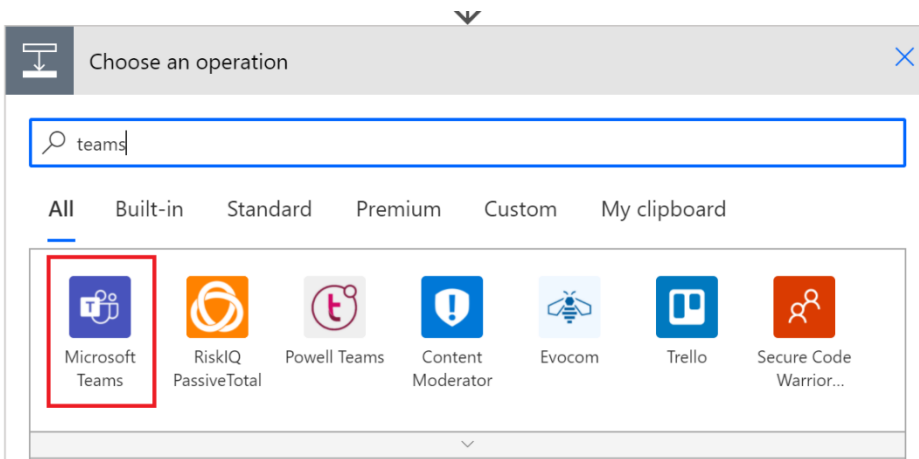 Choose an operation
teams
All Built-in Standard Premium Custom My clipboard
Microsoft Teams
RiskIQ PassiveTotal
Powell Teams
Content Moderator
Evocom
Trello
Secure Code Warrior...